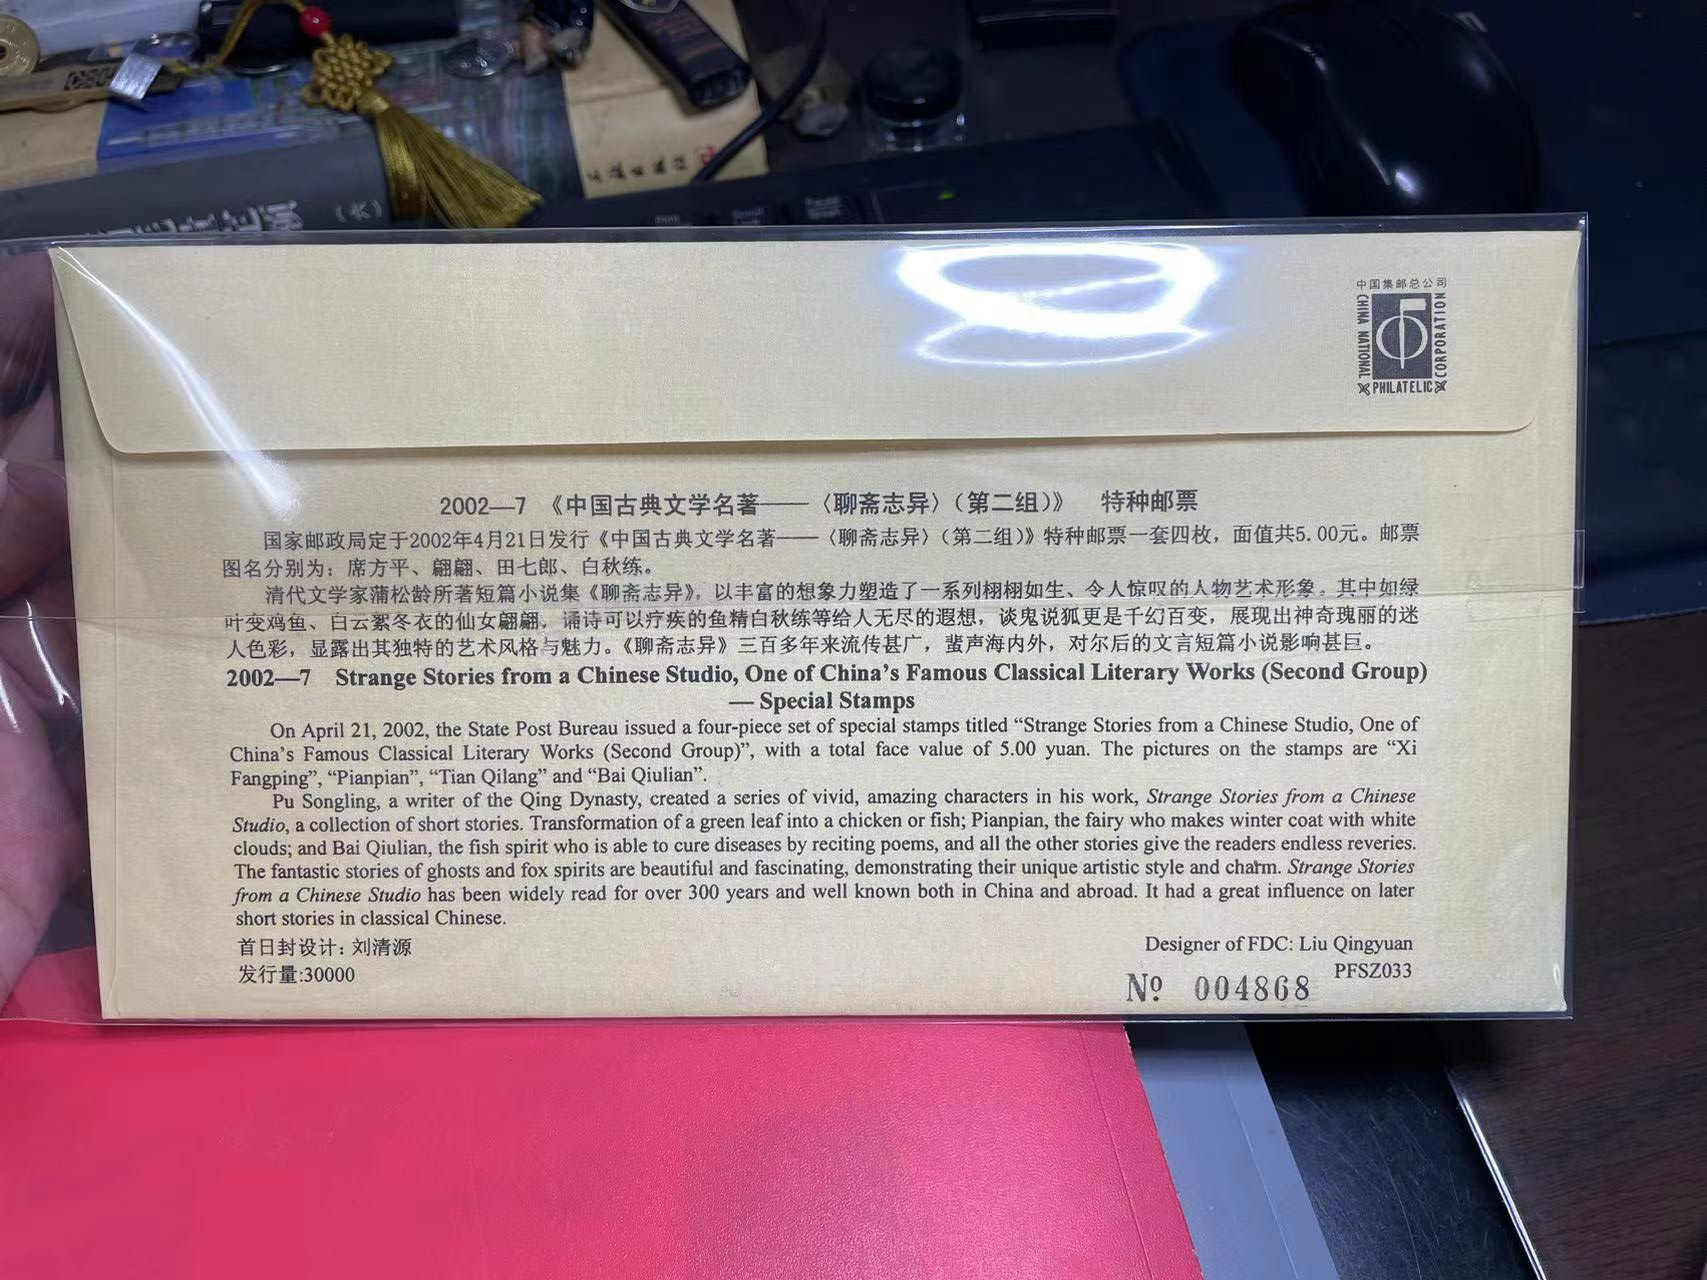 (六)
中国集邮总公司
CHINA NATIONAL
PHILATELIC
CORPORATION
2002—7 《中国古典文学名著——〈聊斋志异〉(第二组)》 特种邮票
国家邮政局定于2002年4月21日发行《中国古典文学名著——〈聊斋志异〉(第二组)》特种邮票一套四枚，面值共5.00元。邮票
图名分别为：席方平、翩翩、田七郎、白秋练。
清代文学家蒲松龄所著短篇小说集《聊斋志异》，以丰富的想象力塑造了一系列栩栩如生、令人惊叹的人物艺术形象。其中如绿
叶变鸡鱼、白云絮冬衣的仙女翩翩，诵诗可以疗疾的鱼精白秋练等给人无尽的遐想，谈鬼说狐更是千幻百变，展现出神奇瑰丽的迷
人色彩，显露出其独特的艺术风格与魅力。《聊斋志异》三百多年来流传甚广，蜚声海内外，对尔后的文言短篇小说影响甚巨。
2002—7 Strange Stories from a Chinese Studio, One of China's Famous Classical Literary Works (Second Group)
— Special Stamps
On April 21, 2002, the State Post Bureau issued a four-piece set of special stamps titled “Strange Stories from a Chinese Studio, One of
China's Famous Classical Literary Works (Second Group)”, with a total face value of 5.00 yuan. The pictures on the stamps are “Xi
Fangping”, “Pianpian”, “Tian Qilang” and “Bai Qiulian”.
Pu Songling, a writer of the Qing Dynasty, created a series of vivid, amazing characters in his work, Strange Stories from a Chinese
Studio, a collection of short stories. Transformation of a green leaf into a chicken or fish; Pianpian, the fairy who makes winter coat with white
clouds; and Bai Qiulian, the fish spirit who is able to cure diseases by reciting poems, and all the other stories give the readers endless reveries.
The fantastic stories of ghosts and fox spirits are beautiful and fascinating, demonstrating their unique artistic style and charm. Strange Stories
from a Chinese Studio has been widely read for over 300 years and well known both in China and abroad. It had a great influence on later
short stories in classical Chinese.
首日封设计：刘清源
Designer of FDC: Liu Qingyuan
发行量:30000
PFSZ033
Nº 004868